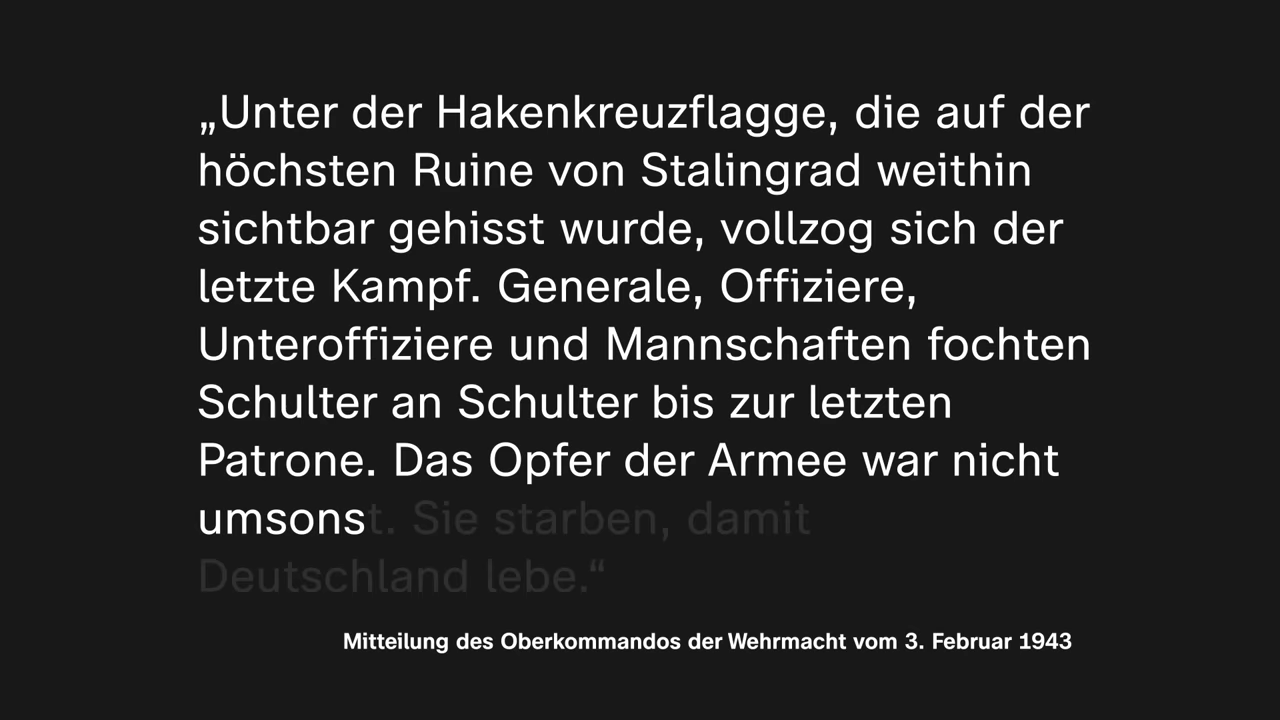 „Unter der Hakenkreuzflagge, die auf der
höchsten Ruine von Stalingrad weithin
sichtbar gehisst wurde, vollzog sich der
letzte Kampf. Generale, Offiziere,
Unteroffiziere und Mannschaften fochten
Schulter an Schulter bis zur letzten
Patrone. Das Opfer der Armee war nicht
umsonst. Sie starben, damit
Deutschland lebe.“
Mitteilung des Oberkommandos der Wehrmacht vom 3. Februar 1943